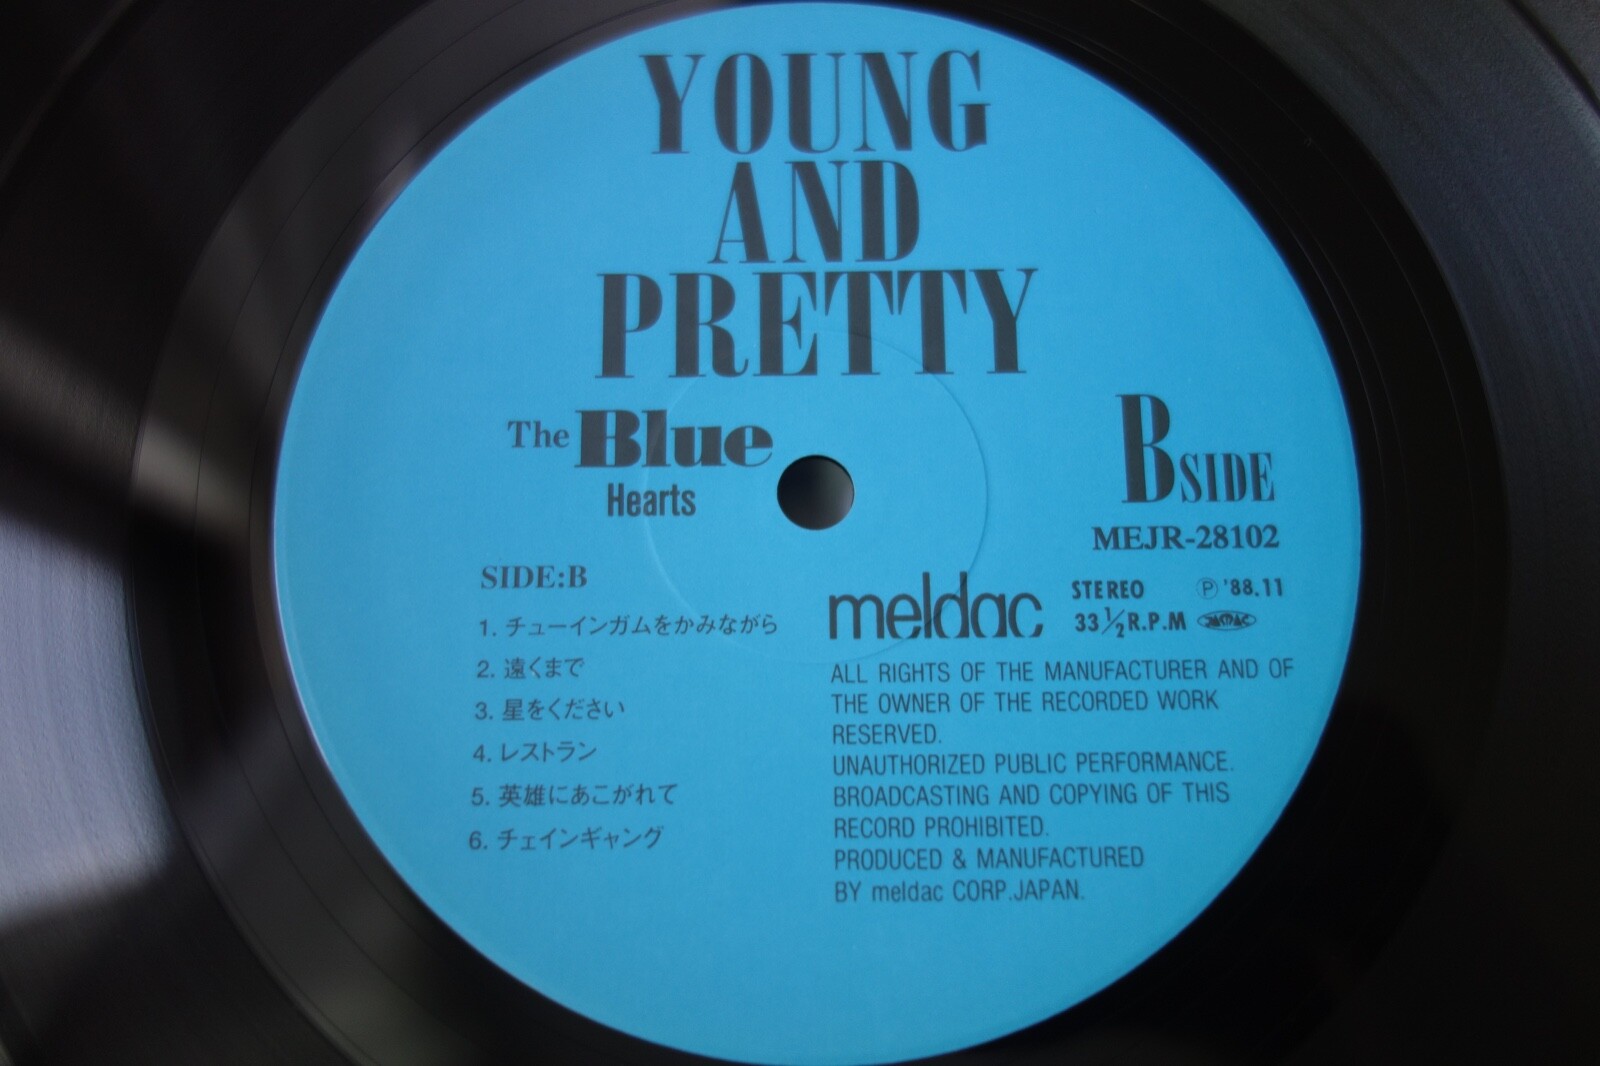 YOUNG
AND
PRETTY
The Blue
Hearts
B SIDE
MEJR-28102
SIDE:B
1. チューインガムをかみながら
2. 遠くまで
3. 星をください
4. レストラン
5. 英雄にあこがれて
6. チェインギャング
meldac
STEREO Ⓟ'88.11
33 1/2 R.P.M
ALL RIGHTS OF THE MANUFACTURER AND OF
THE OWNER OF THE RECORDED WORK
RESERVED.
UNAUTHORIZED PUBLIC PERFORMANCE.
BROADCASTING AND COPYING OF THIS
RECORD PROHIBITED.
PRODUCED & MANUFACTURED
BY meldac CORP.JAPAN.